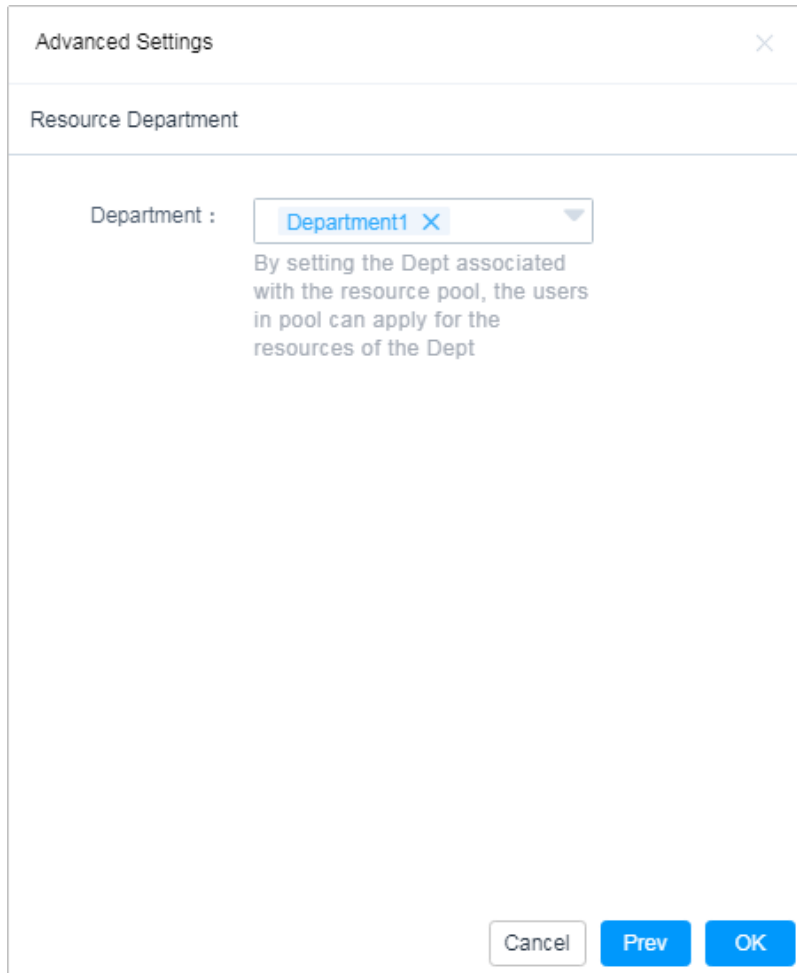 Advanced Settings
Resource Department
Department :
Department1
By setting the Dept associated
with the resource pool, the users
in pool can apply for the
resources of the Dept
Cancel
Prev
OK